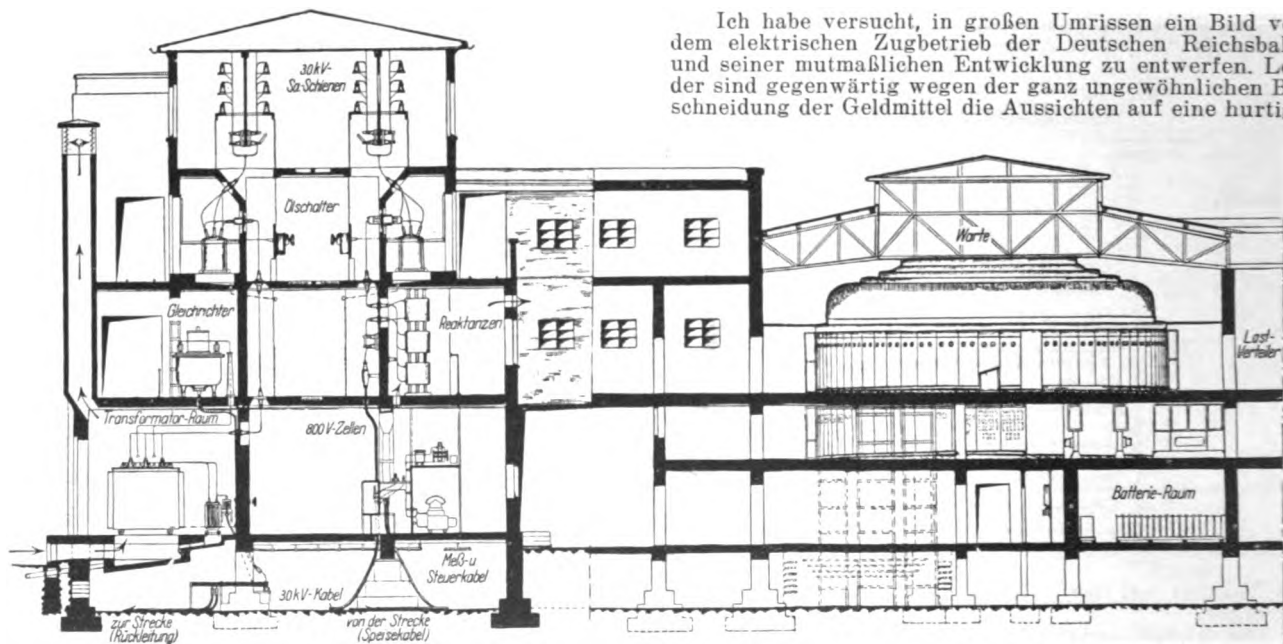 Ich habe versucht, in großen Umrissen ein Bild
dem elektrischen Zugbetrieb der Deutschen
und seiner mutmaßlichen Entwicklung zu entwerfen.
der sind gegenwärtig wegen der ganz ungewöhnlichen
schneidung der Geldmittel die Aussichten auf eine
30kV-
Sa.-Schienen
Ölschalter
Warte
Gleichrichter
Reaktanzen
Last-
Verteiler
Transformator-Raum
800V-Zellen
Batterie-Raum
Meß-u
Steuerkabel
30kV-Kabel
zur Strecke
(Rückleitung)
von der Strecke
(Speisekabel)